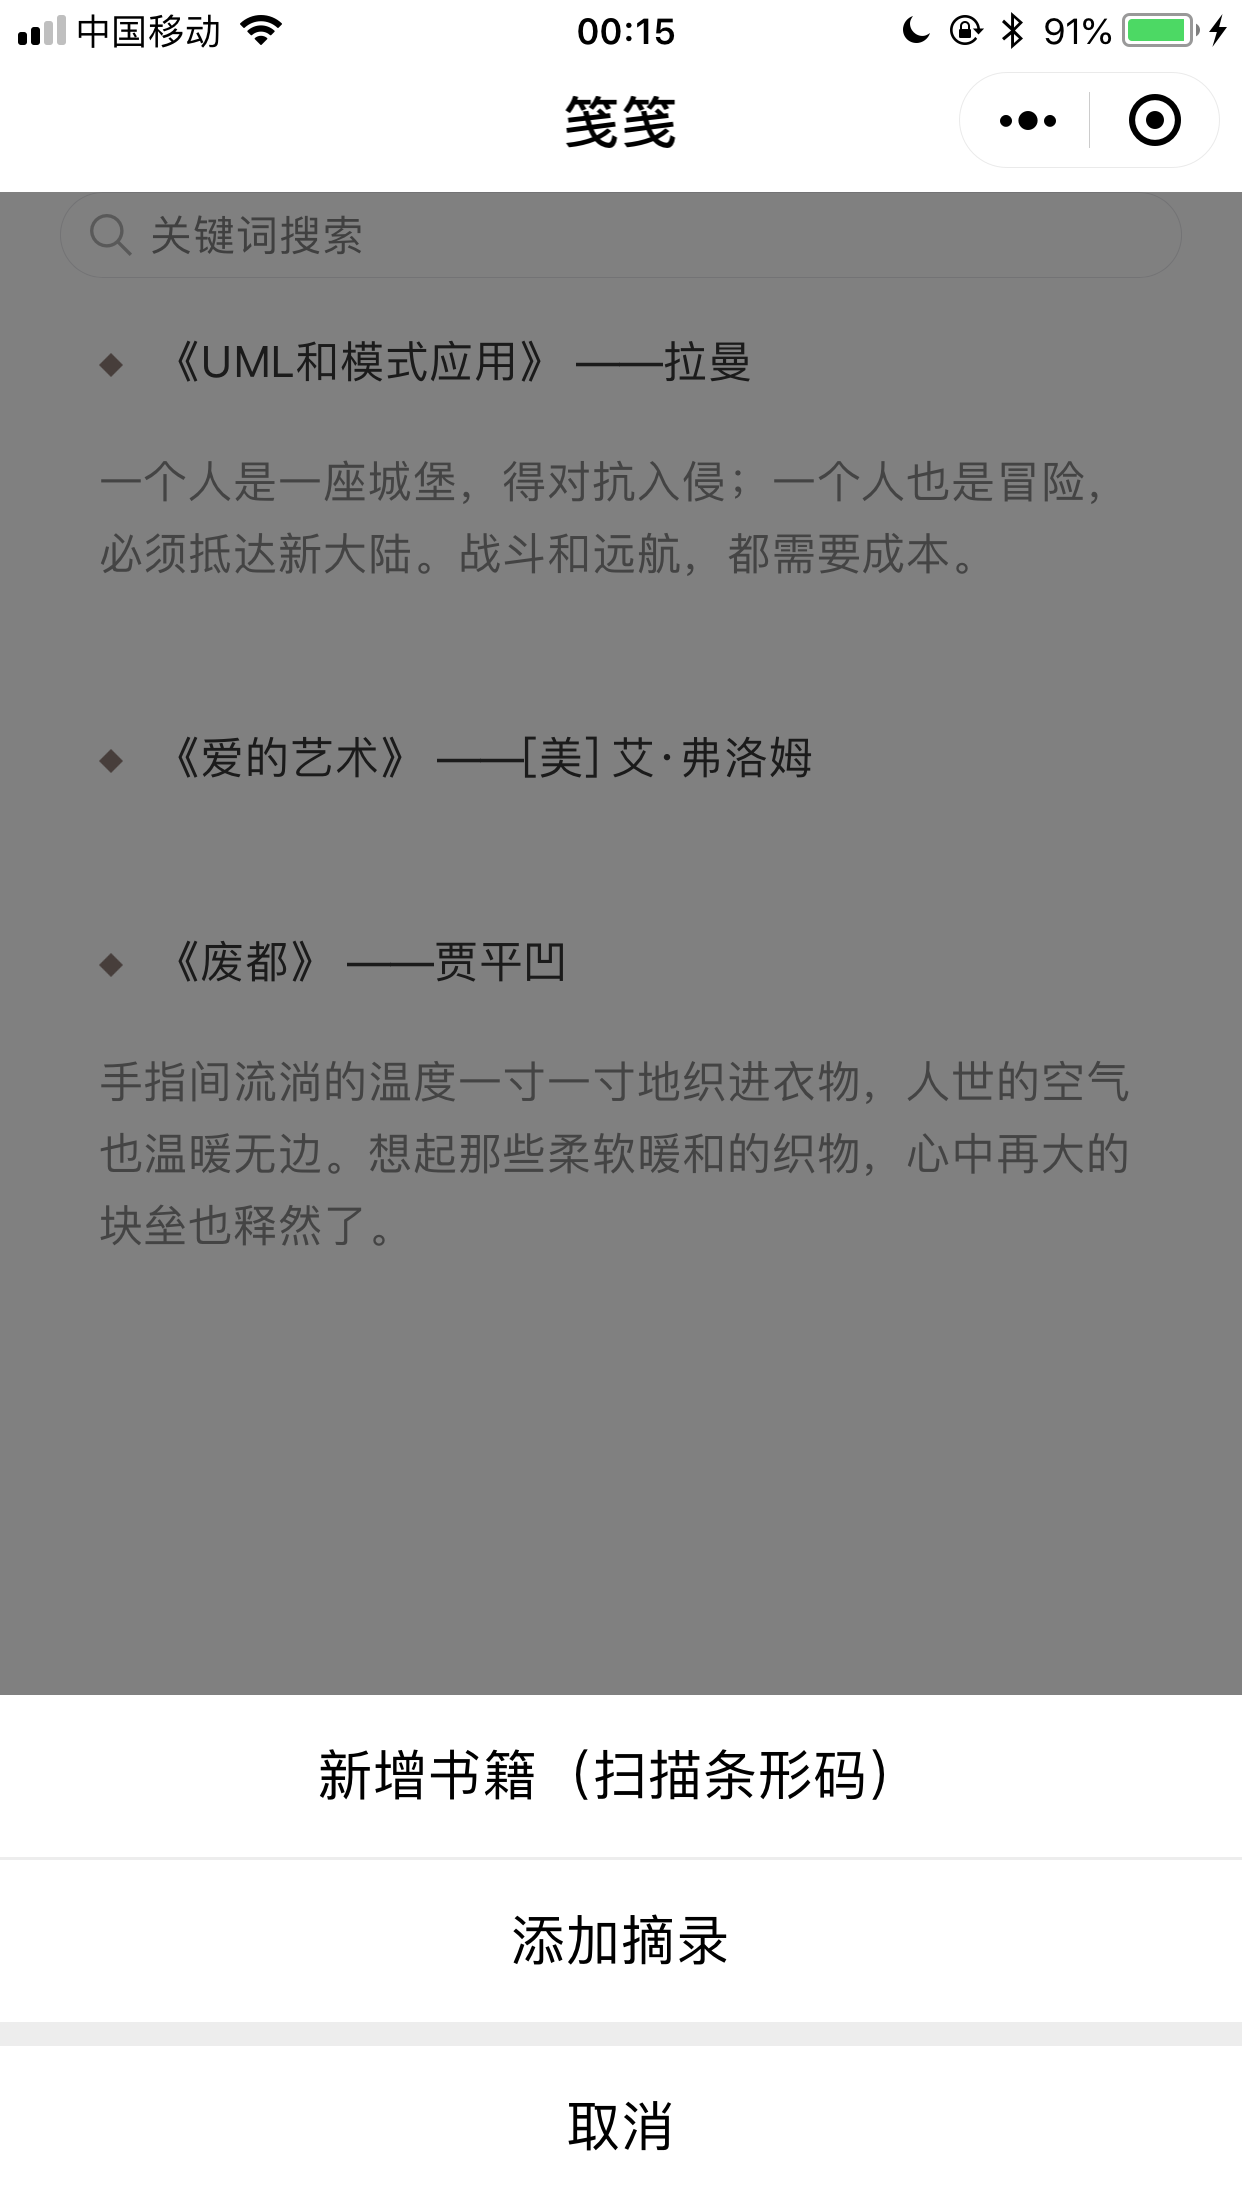 中国移动
00:15
91%
笺笺
关键词搜索
《UML和模式应用》 ——拉曼
一个人是一座城堡，得对抗入侵；一个人也是冒险，
必须抵达新大陆。战斗和远航，都需要成本。
《爱的艺术》 ——[美] 艾·弗洛姆
《废都》 ——贾平凹
手指间流淌的温度一寸一寸地织进衣物，人世的空气
也温暖无边。想起那些柔软暖和的织物，心中再大的
块垒也释然了。
新增书籍（扫描条形码）
添加摘录
取消